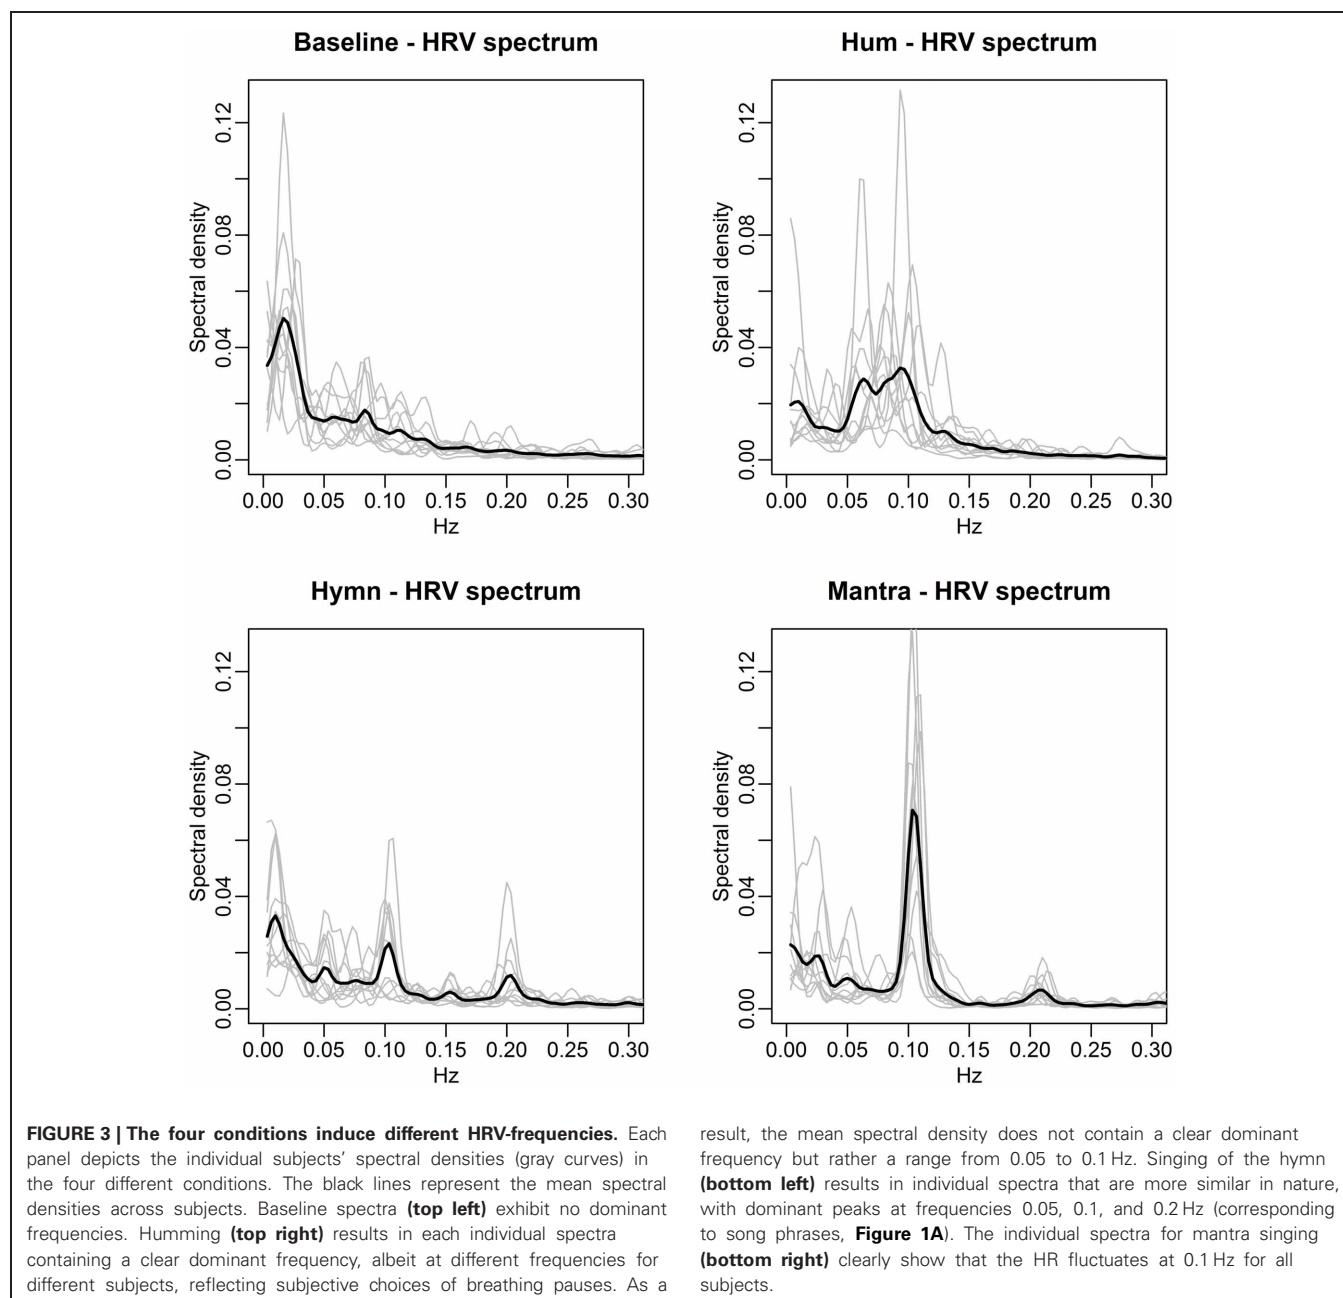 Baseline - HRV spectrum
Spectral density
0.12
0.08
0.04
0.00
0.00 0.05 0.10 0.15 0.20 0.25 0.30
Hz
Hum - HRV spectrum
Spectral density
0.12
0.08
0.04
0.00
0.00 0.05 0.10 0.15 0.20 0.25 0.30
Hz
Hymn - HRV spectrum
Spectral density
0.12
0.08
0.04
0.00
0.00 0.05 0.10 0.15 0.20 0.25 0.30
Hz
Mantra - HRV spectrum
Spectral density
0.12
0.08
0.04
0.00
0.00 0.05 0.10 0.15 0.20 0.25 0.30
Hz
FIGURE 3 | The four conditions induce different HRV-frequencies. Each
panel depicts the individual subjects' spectral densities (gray curves) in
the four different conditions. The black lines represent the mean spectral
densities across subjects. Baseline spectra (top left) exhibit no dominant
frequencies. Humming (top right) results in each individual spectra
containing a clear dominant frequency, albeit at different frequencies for
different subjects, reflecting subjective choices of breathing pauses. As a
result, the mean spectral density does not contain a clear dominant
frequency but rather a range from 0.05 to 0.1 Hz. Singing of the hymn
(bottom left) results in individual spectra that are more similar in nature,
with dominant peaks at frequencies 0.05, 0.1, and 0.2 Hz (corresponding
to song phrases, Figure 1A). The individual spectra for mantra singing
(bottom right) clearly show that the HR fluctuates at 0.1 Hz for all
subjects.